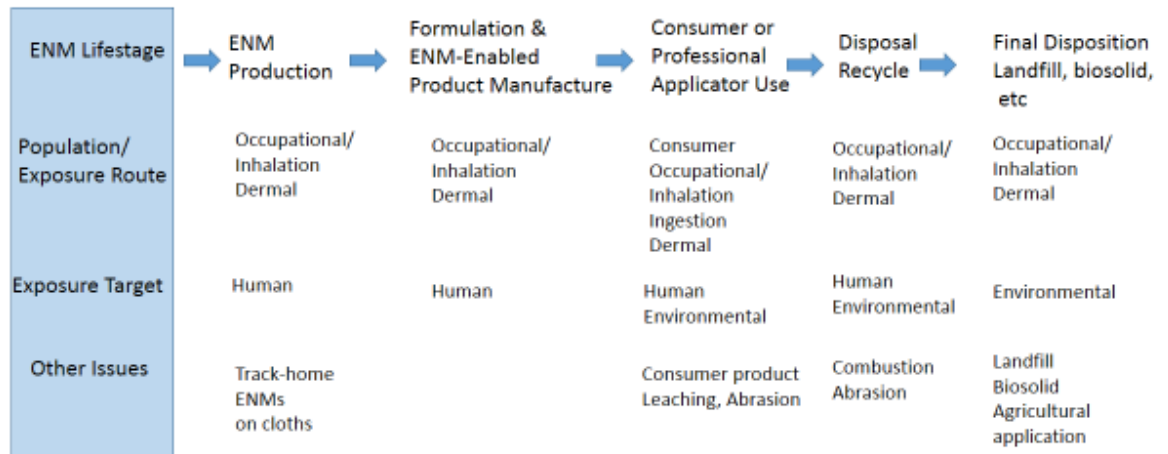 ENM Lifestage
ENM
Production
Formulation &
ENM-Enabled
Product Manufacture
Consumer or
Professional
Applicator Use
Disposal
Recycle
Final Disposition
Landfill, biosolid,
etc
Population/
Exposure Route
Occupational/
Inhalation
Dermal
Occupational/
Inhalation
Dermal
Consumer
Occupational/
Inhalation
Ingestion
Dermal
Occupational/
Inhalation
Dermal
Occupational/
Inhalation
Dermal
Exposure Target
Human
Human
Human
Environmental
Human
Environmental
Environmental
Other Issues
Track-home
ENMs
on cloths
Consumer product
Leaching, Abrasion
Combustion
Abrasion
Landfill
Biosolid
Agricultural
application